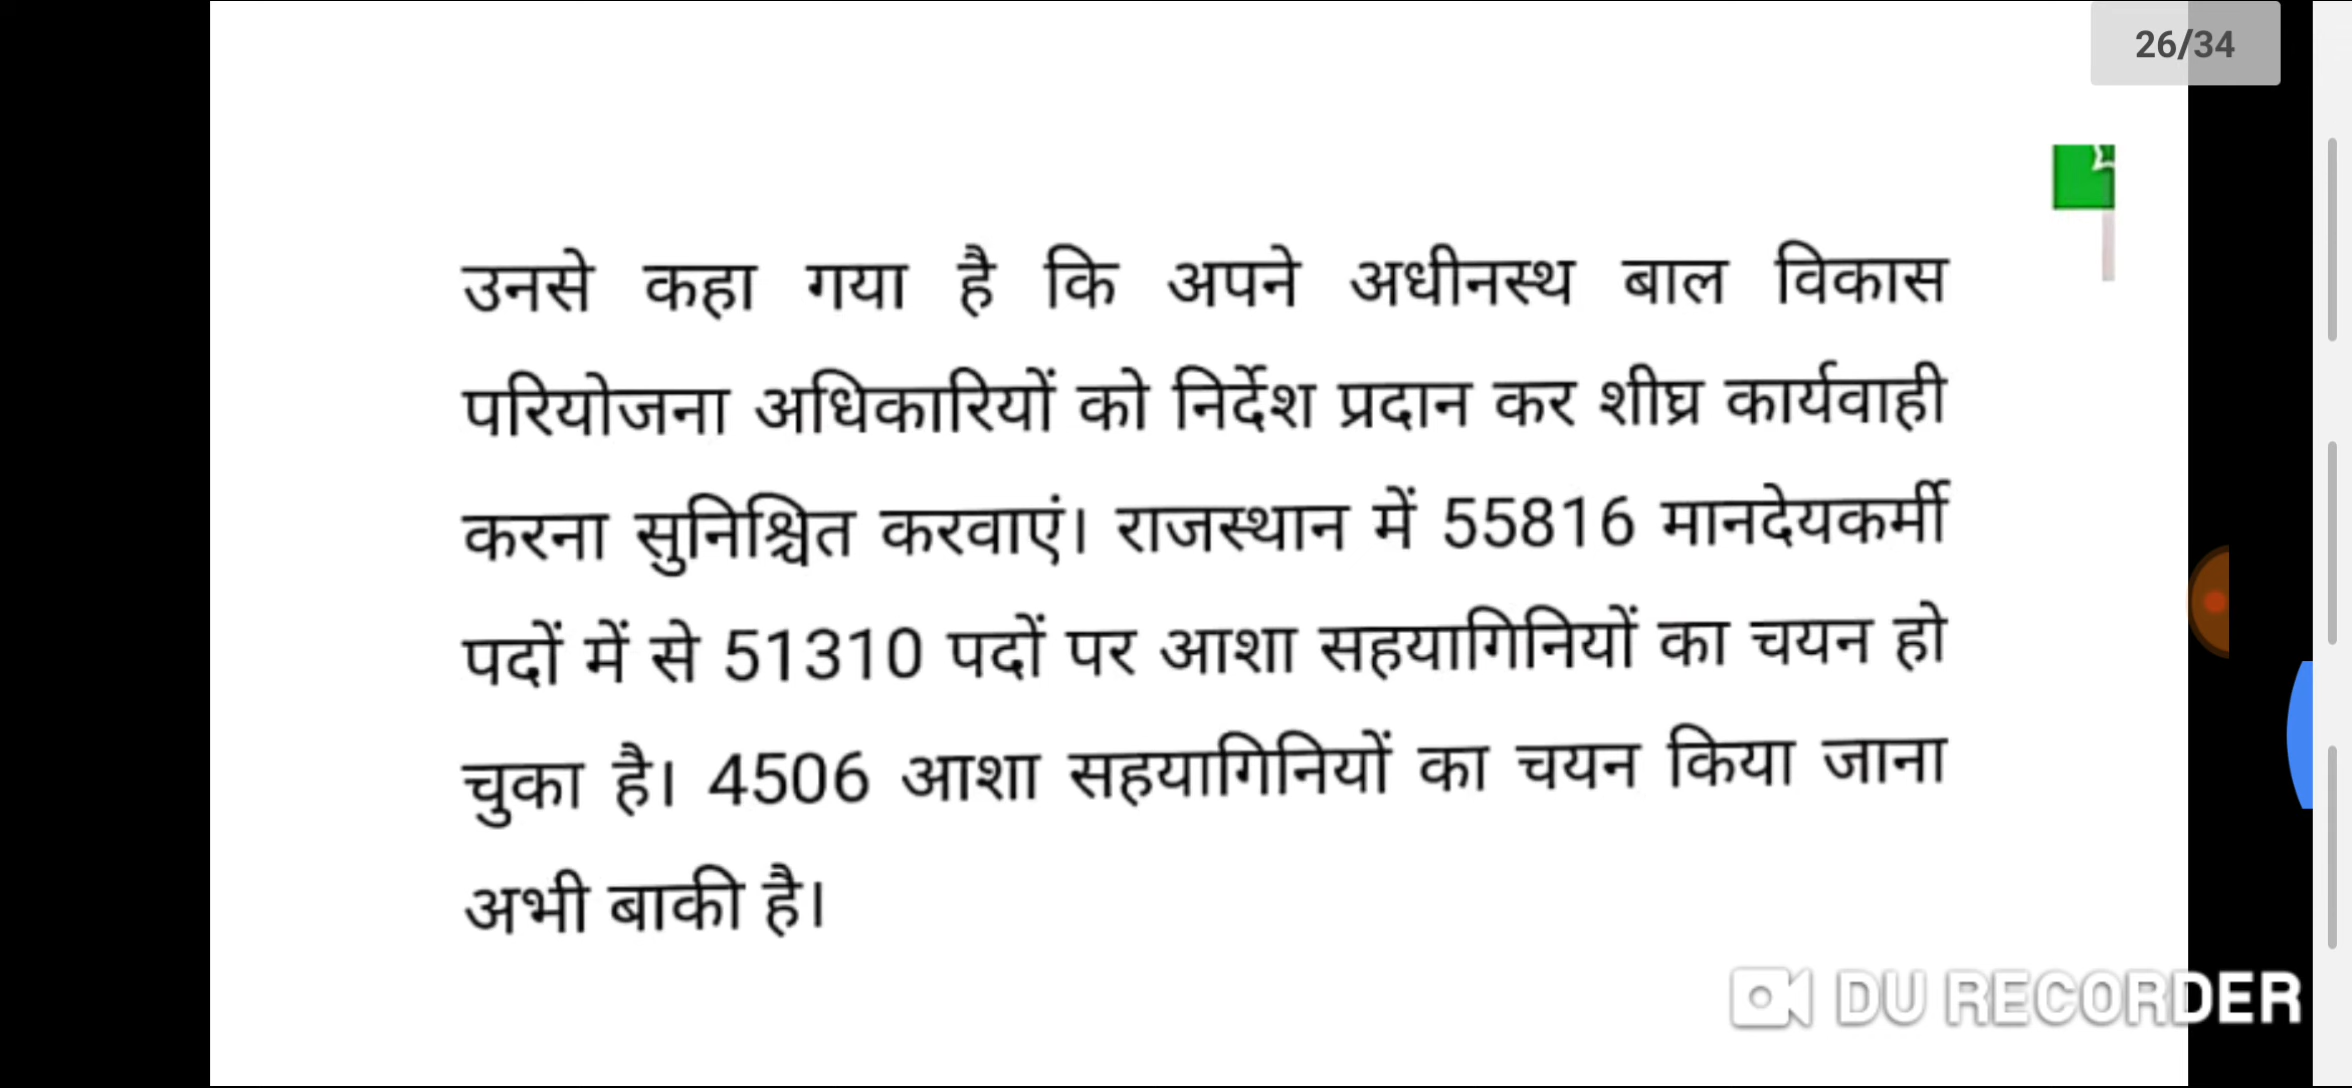 26/34
उनसे कहा गया है कि अपने अधीनस्थ बाल विकास
परियोजना अधिकारियों को निर्देश प्रदान कर शीघ्र कार्यवाही
करना सुनिश्चित करवाएं। राजस्थान में 55816 मानदेयकर्मी
पदों में से 51310 पदों पर आशा सहयागिनियों का चयन हो
चुका है। 4506 आशा सहयागिनियों का चयन किया जाना
अभी बाकी है।
DU RECORDER